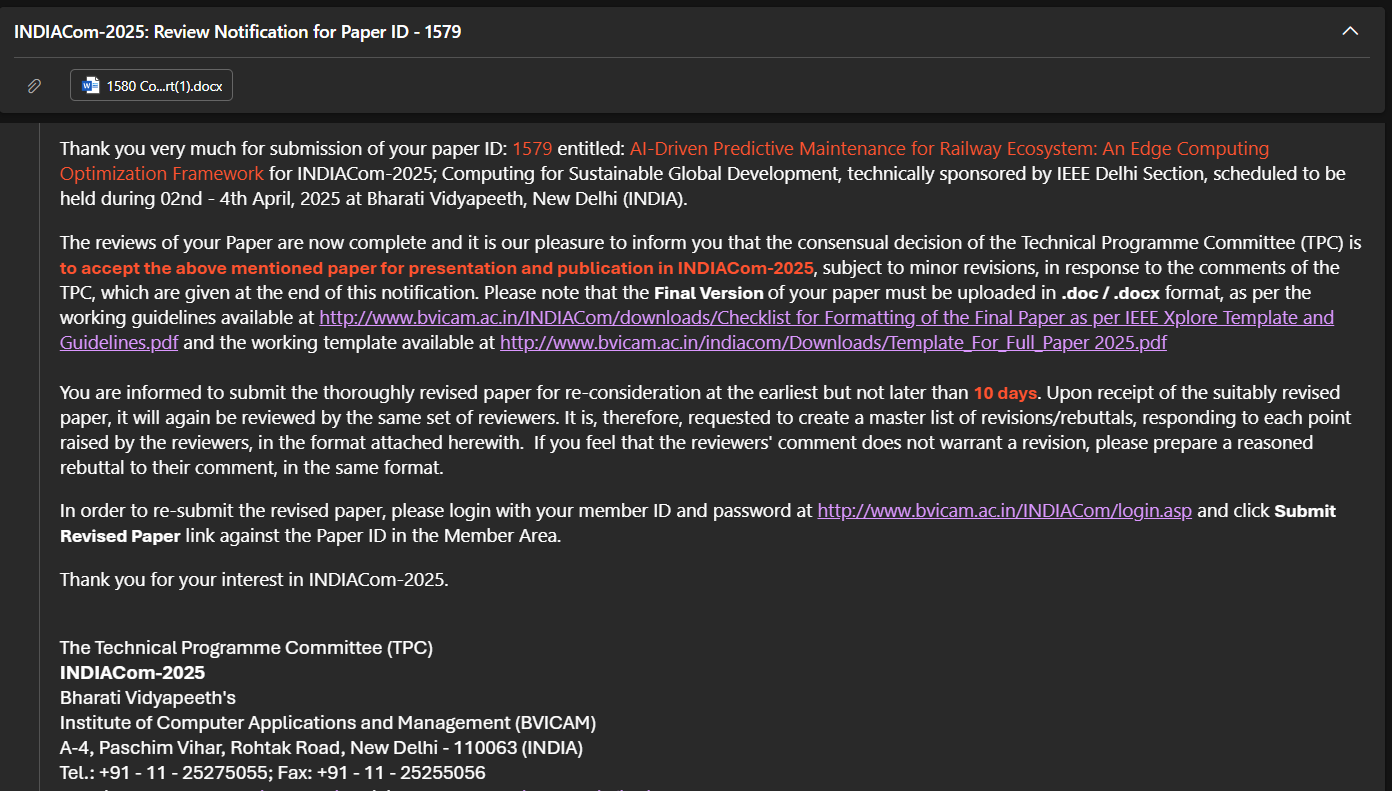 INDIACom-2025: Review Notification for Paper ID - 1579
1580 Co...rt(1).docx
Thank you very much for submission of your paper ID: 1579 entitled: AI-Driven Predictive Maintenance for Railway Ecosystem: An Edge Computing
Optimization Framework for INDIACom-2025; Computing for Sustainable Global Development, technically sponsored by IEEE Delhi Section, scheduled to be
held during 02nd - 4th April, 2025 at Bharati Vidyapeeth, New Delhi (INDIA).
The reviews of your Paper are now complete and it is our pleasure to inform you that the consensual decision of the Technical Programme Committee (TPC) is
to accept the above mentioned paper for presentation and publication in INDIACom-2025, subject to minor revisions, in response to the comments of the
TPC, which are given at the end of this notification. Please note that the Final Version of your paper must be uploaded in .doc / .docx format, as per the
working guidelines available at http://www.bvicam.ac.in/INDIACom/downloads/Checklist for Formatting of the Final Paper as per IEEE Xplore Template and
Guidelines.pdf and the working template available at http://www.bvicam.ac.in/indiacom/Downloads/Template_For_Full_Paper 2025.pdf
You are informed to submit the thoroughly revised paper for re-consideration at the earliest but not later than 10 days. Upon receipt of the suitably revised
paper, it will again be reviewed by the same set of reviewers. It is, therefore, requested to create a master list of revisions/rebuttals, responding to each point
raised by the reviewers, in the format attached herewith. If you feel that the reviewers' comment does not warrant a revision, please prepare a reasoned
rebuttal to their comment, in the same format.
In order to re-submit the revised paper, please login with your member ID and password at http://www.bvicam.ac.in/INDIACom/login.asp and click Submit
Revised Paper link against the Paper ID in the Member Area.
Thank you for your interest in INDIACom-2025.
The Technical Programme Committee (TPC)
INDIACom-2025
Bharati Vidyapeeth's
Institute of Computer Applications and Management (BVICAM)
A-4, Paschim Vihar, Rohtak Road, New Delhi - 110063 (INDIA)
Tel.: +91 - 11 - 25275055; Fax: +91 - 11 - 25255056